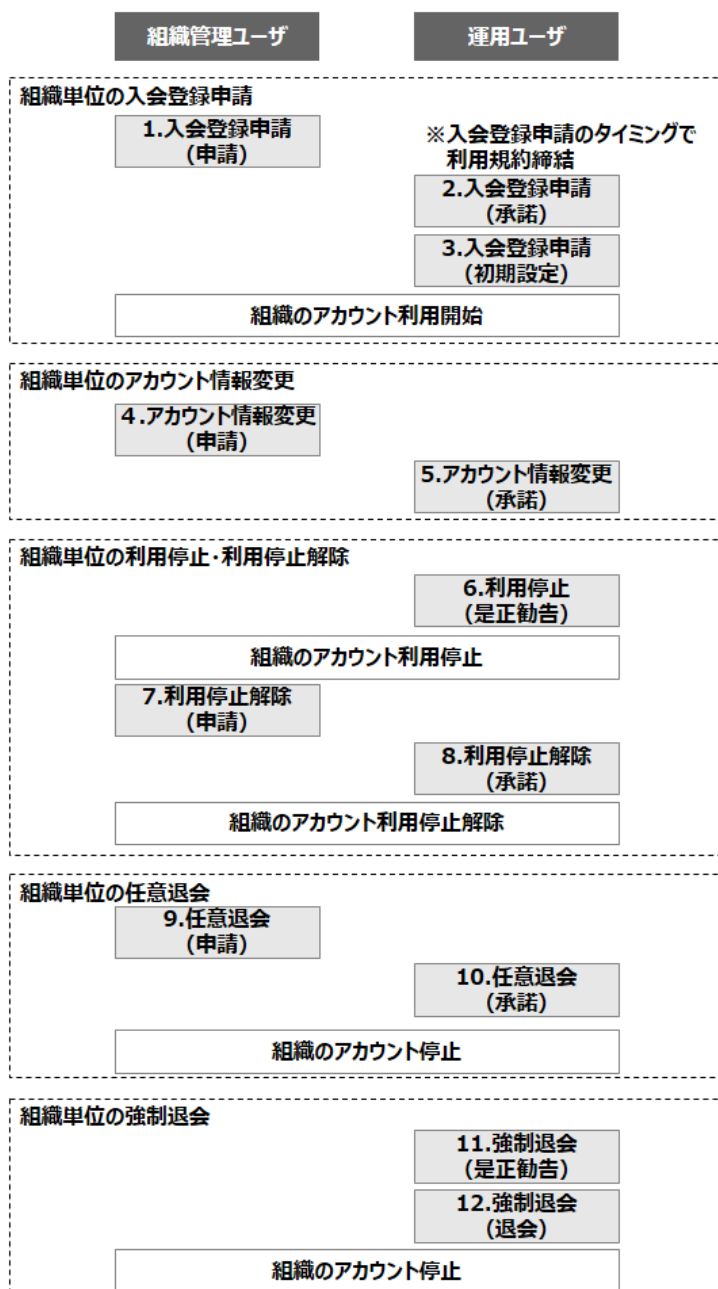 組織管理ユーザ
運用ユーザ
組織単位の入会登録申請
1.入会登録申請
(申請)
※入会登録申請のタイミングで
利用規約締結
2.入会登録申請
(承諾)
3.入会登録申請
(初期設定)
組織のアカウント利用開始
組織単位のアカウント情報変更
４.アカウント情報変更
(申請)
5.アカウント情報変更
(承諾)
組織単位の利用停止・利用停止解除
6.利用停止
(是正勧告)
組織のアカウント利用停止
7.利用停止解除
(申請)
8.利用停止解除
(承諾)
組織のアカウント利用停止解除
組織単位の任意退会
9.任意退会
(申請)
10.任意退会
(承諾)
組織のアカウント停止
組織単位の強制退会
11.強制退会
(是正勧告)
12.強制退会
(退会)
組織のアカウント停止